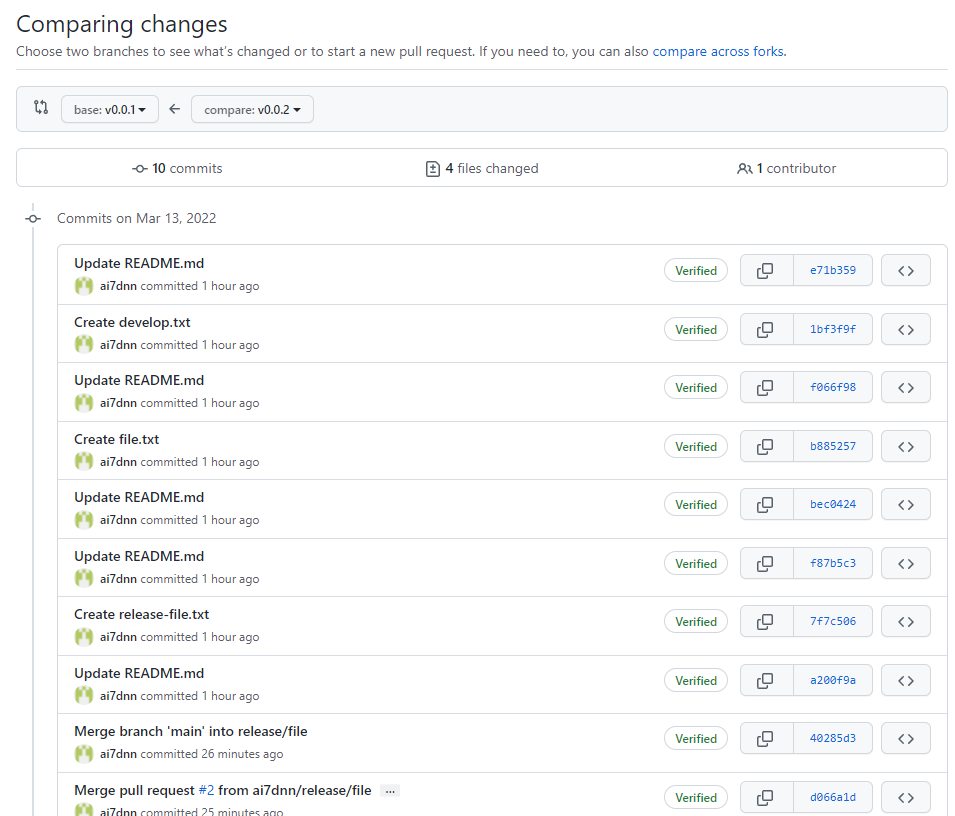 Comparing changes
Choose two branches to see what's changed or to start a new pull request. If you need to, you can also compare across forks.
base: v0.0.1 compare: v0.0.2
10 commits 4 files changed 1 contributor
Commits on Mar 13, 2022
Update README.md
ai7dnn committed 1 hour ago Verified e71b359
Create develop.txt
ai7dnn committed 1 hour ago Verified 1bf3f9f
Update README.md
ai7dnn committed 1 hour ago Verified f066f98
Create file.txt
ai7dnn committed 1 hour ago Verified b885257
Update README.md
ai7dnn committed 1 hour ago Verified bec0424
Update README.md
ai7dnn committed 1 hour ago Verified f87b5c3
Create release-file.txt
ai7dnn committed 1 hour ago Verified 7f7c506
Update README.md
ai7dnn committed 1 hour ago Verified a200f9a
Merge branch 'main' into release/file
ai7dnn committed 26 minutes ago Verified 40285d3
Merge pull request #2 from ai7dnn/release/file ...
ai7dnn committed 25 minutes ago Verified d066a1d